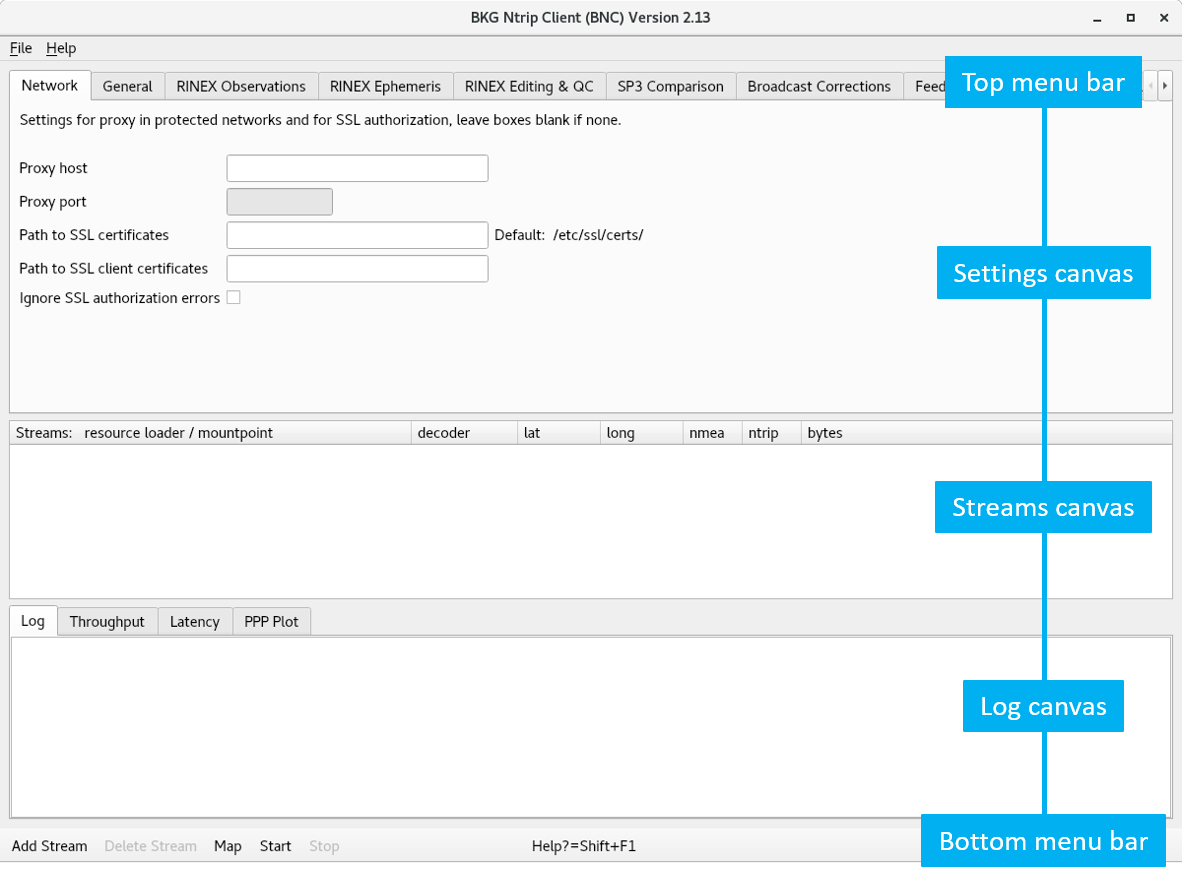 BKG Ntrip Client (BNC) Version 2.13
File Help
Network General RINEX Observations RINEX Ephemeris RINEX Editing & QC SP3 Comparison Broadcast Corrections
Top menu bar
Settings for proxy in protected networks and for SSL authorization, leave boxes blank if none.
Proxy host
Proxy port
Path to SSL certificates Default: /etc/ssl/certs/
Path to SSL client certificates
Settings canvas
Ignore SSL authorization errors
Streams: resource loader / mountpoint decoder lat long nmea ntrip bytes
Streams canvas
Log Throughput Latency PPP Plot
Log canvas
Add Stream Delete Stream Map Start Stop Help?=Shift+F1
Bottom menu bar